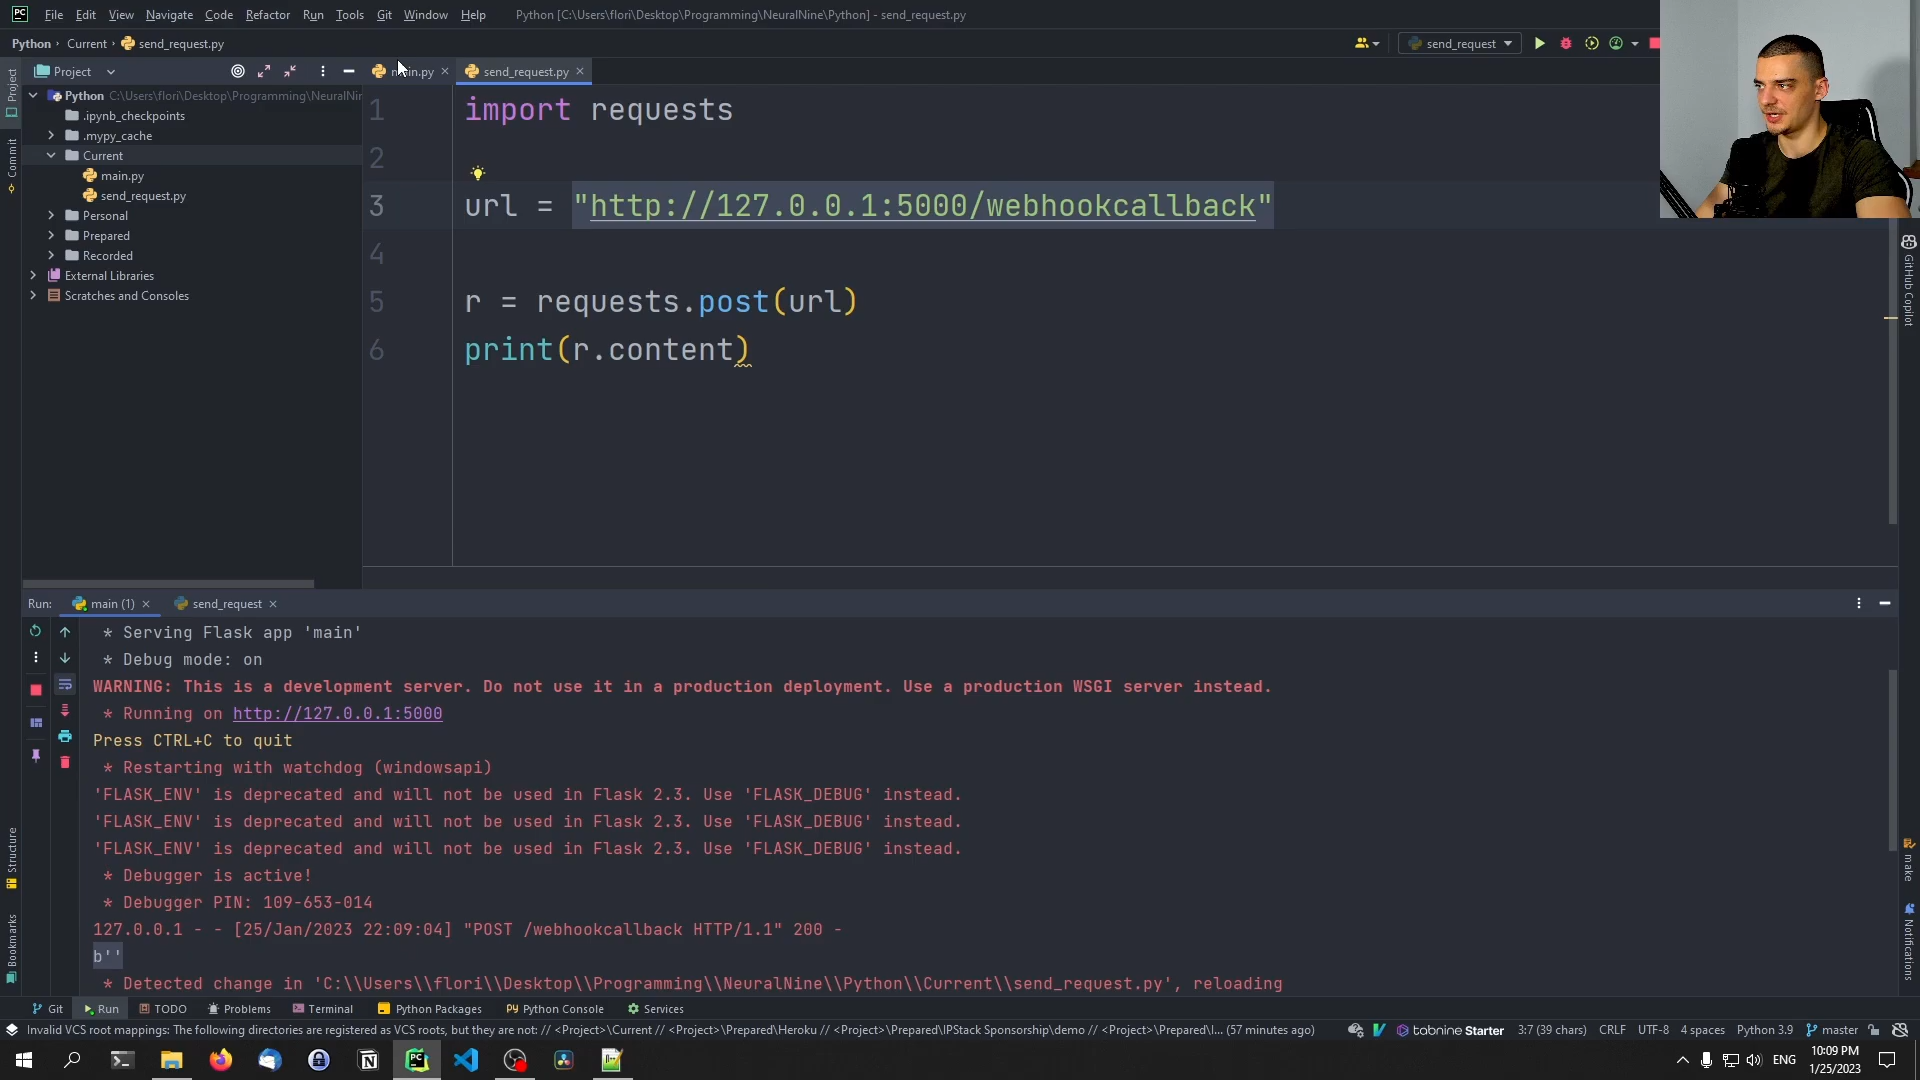 PC File Edit View Navigate Code Refactor Run Tools Git Window Help Python [C:\Users\flori\Desktop\Programming\NeuralNine\Python] - send_request.py
Python › Current › send_request.py
send_request
Project
main.py
send_request.py
Python C:\Users\flori\Desktop\Programming\NeuralNin
.ipynb_checkpoints
.mypy_cache
Current
main.py
send_request.py
Personal
Prepared
Recorded
External Libraries
Scratches and Consoles
Project
Commit
Structure
Bookmarks
1 import requests
2
3 url = "http://127.0.0.1:5000/webhookcallback"
4
5 r = requests.post(url)
6 print(r.content)
GitHub Copilot
make
Notifications
Run: main (1) send_request
* Serving Flask app 'main'
* Debug mode: on
WARNING: This is a development server. Do not use it in a production deployment. Use a production WSGI server instead.
* Running on http://127.0.0.1:5000
Press CTRL+C to quit
* Restarting with watchdog (windowsapi)
'FLASK_ENV' is deprecated and will not be used in Flask 2.3. Use 'FLASK_DEBUG' instead.
'FLASK_ENV' is deprecated and will not be used in Flask 2.3. Use 'FLASK_DEBUG' instead.
'FLASK_ENV' is deprecated and will not be used in Flask 2.3. Use 'FLASK_DEBUG' instead.
* Debugger is active!
* Debugger PIN: 109-653-014
127.0.0.1 - - [25/Jan/2023 22:09:04] "POST /webhookcallback HTTP/1.1" 200 -
b''
* Detected change in 'C:\\Users\\flori\\Desktop\\Programming\\NeuralNine\\Python\\Current\\send_request.py', reloading
Git Run TODO Problems Terminal Python Packages Python Console Services
Invalid VCS root mappings: The following directories are registered as VCS roots, but they are not: // <Project>\Current // <Project>\Prepared\Heroku // <Project>\Prepared\IPStack Sponsorship\demo // <Project>\Prepared\I... (57 minutes ago)
tabnine Starter 3:7 (39 chars) CRLF UTF-8 4 spaces Python 3.9 master
ENG
10:09 PM
1/25/2023